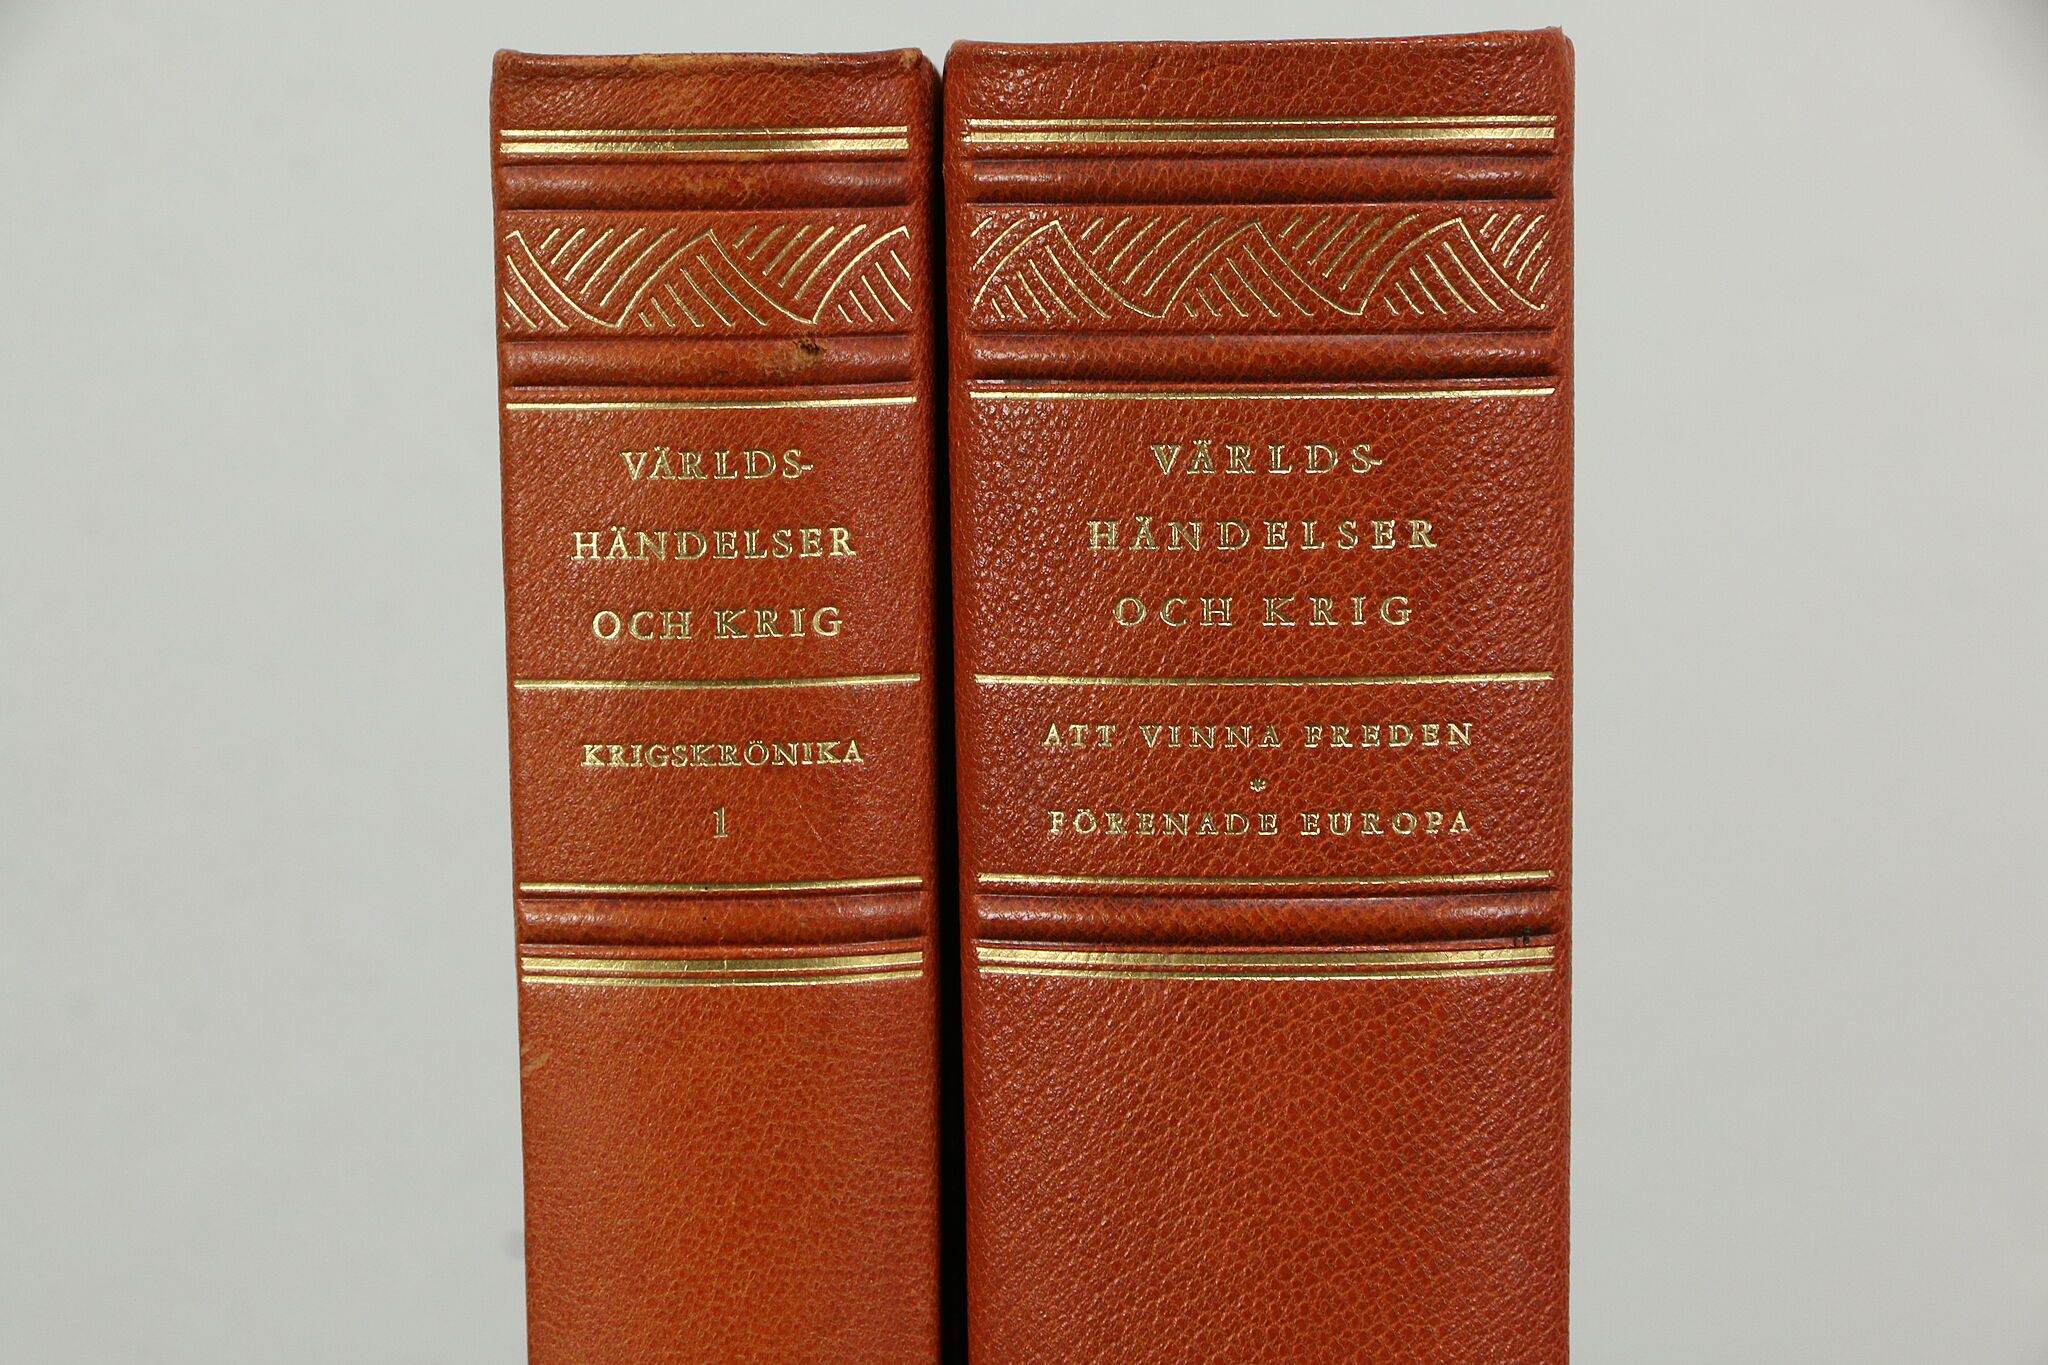 VÄRLDS-
HÄNDELSER
OCH KRIG
KRIGSKRÖNIKA
1
VÄRLDS-
HÄNDELSER
OCH KRIG
ATT VINNA FREDEN
*
FÖRENADE EUROPA